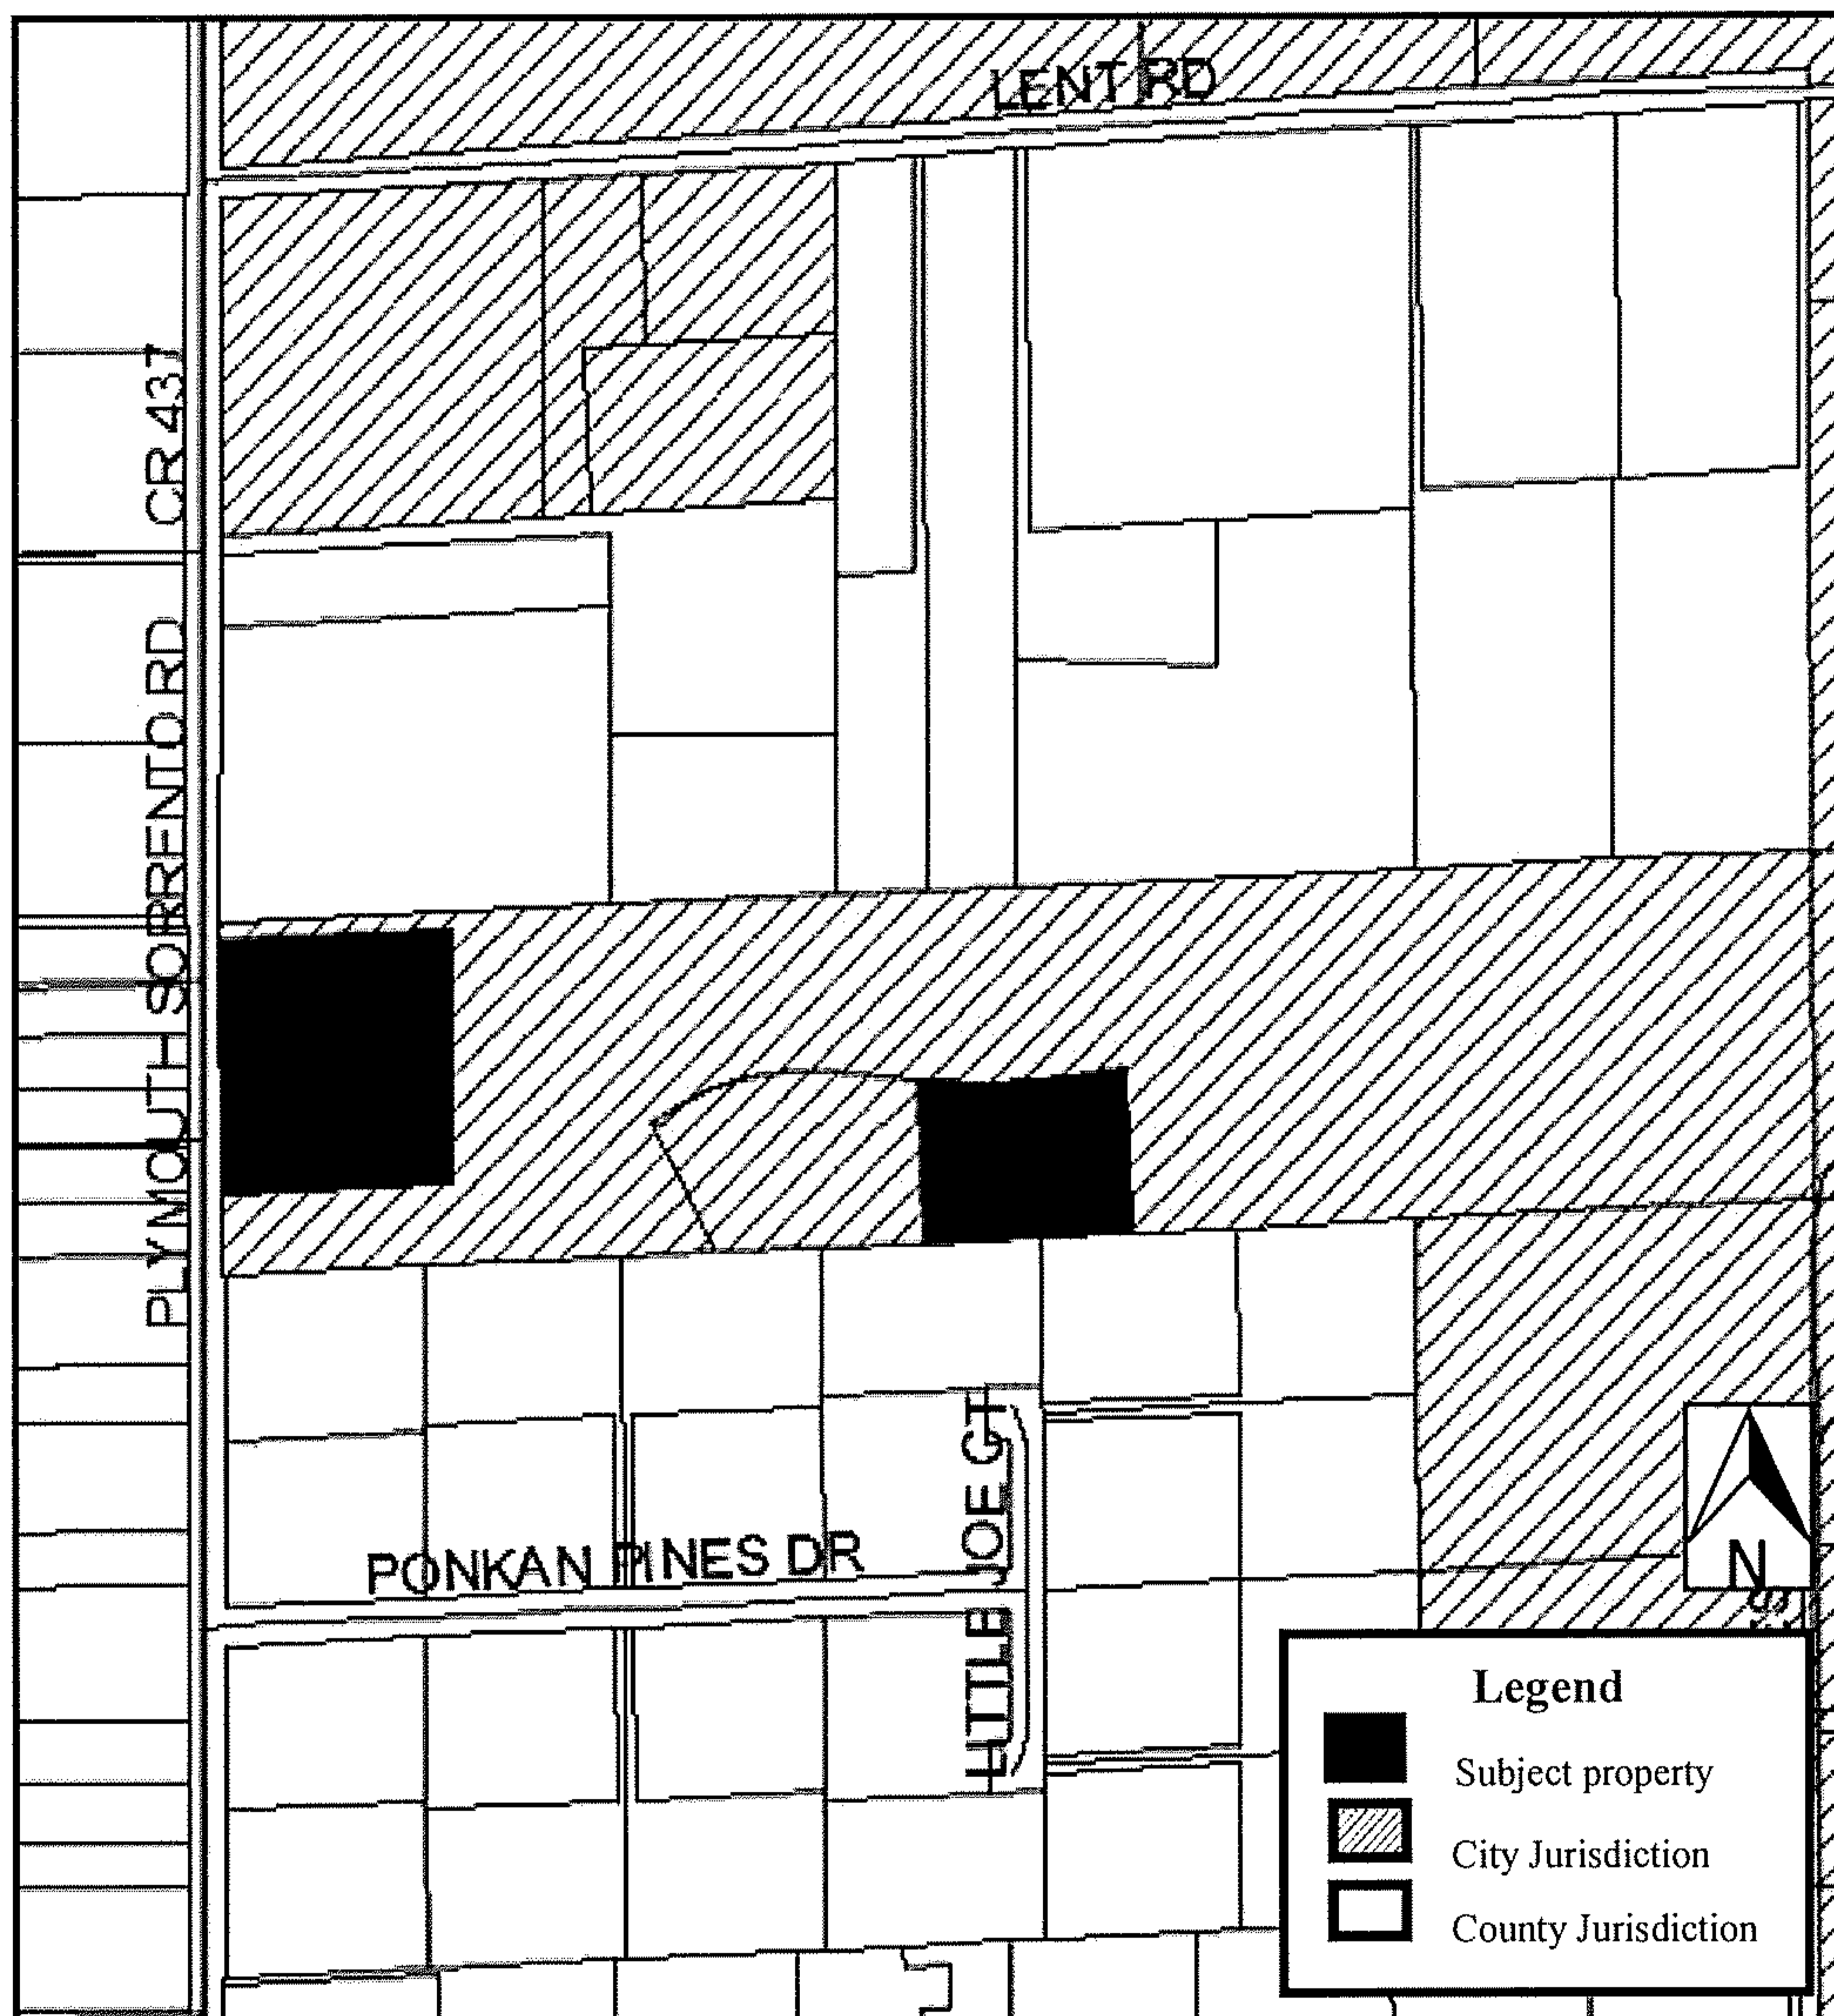 LENT RD
CR 437
PLYMOUTH SORRENTO RD
PONKAN PINES DR
LITTLE JOE CT
N
Legend
Subject property
City Jurisdiction
County Jurisdiction